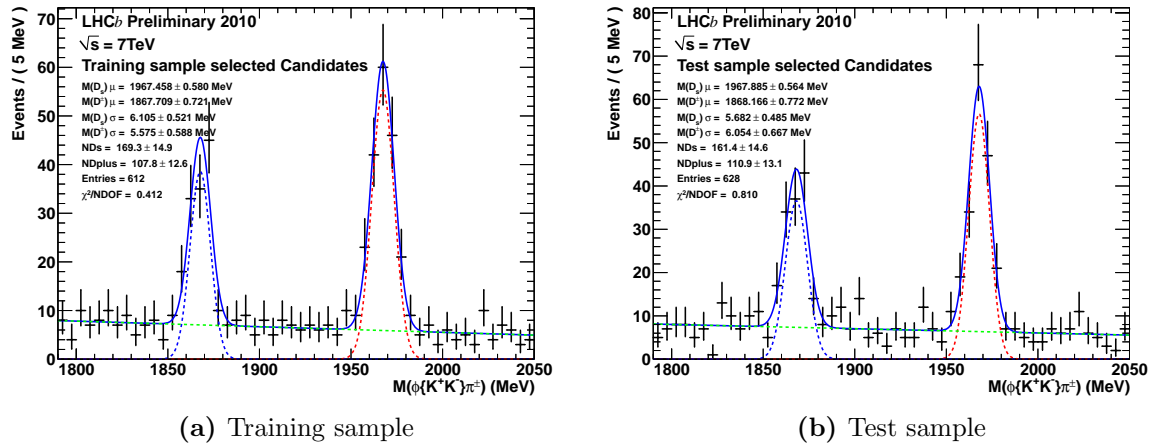 LHCb Preliminary 2010
√s = 7TeV
Training sample selected Candidates
M(Ds) μ = 1967.458 ± 0.580 MeV
M(D±) μ = 1867.709 ± 0.721 MeV
M(Ds) σ = 6.105 ± 0.521 MeV
M(D±) σ = 5.575 ± 0.588 MeV
NDs = 169.3 ± 14.9
NDplus = 107.8 ± 12.6
Entries = 612
χ²/NDOF = 0.412
Events / ( 5 MeV )
70
60
50
40
30
20
10
0
1800 1850 1900 1950 2000 2050
M(ϕ{K⁺K⁻}π±) (MeV)
(a) Training sample
LHCb Preliminary 2010
√s = 7TeV
Test sample selected Candidates
M(Ds) μ = 1967.885 ± 0.564 MeV
M(D±) μ = 1868.166 ± 0.772 MeV
M(Ds) σ = 5.682 ± 0.485 MeV
M(D±) σ = 6.054 ± 0.667 MeV
NDs = 161.4 ± 14.6
NDplus = 110.9 ± 13.1
Entries = 628
χ²/NDOF = 0.810
Events / ( 5 MeV )
80
70
60
50
40
30
20
10
0
1800 1850 1900 1950 2000 2050
M(ϕ{K⁺K⁻}π±) (MeV)
(b) Test sample